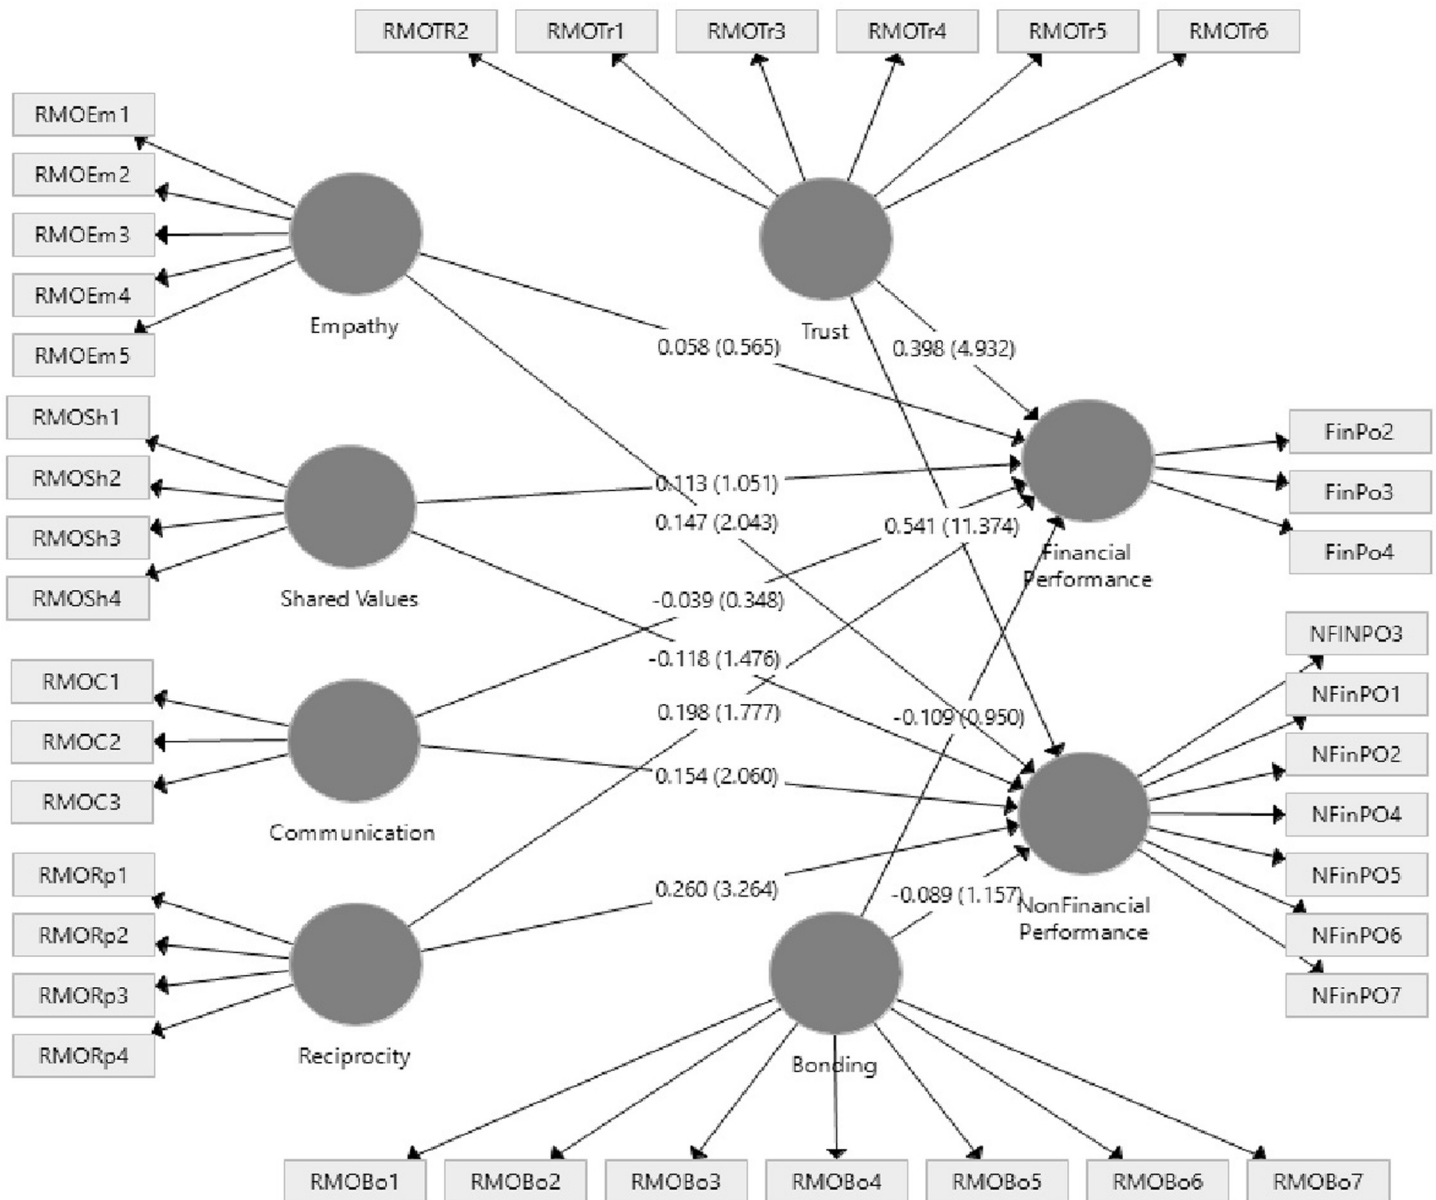 RMOTR2
RMOTr1
RMOTr3
RMOTr4
RMOTr5
RMOTr6
RMOEm1
RMOEm2
RMOEm3
RMOEm4
RMOEm5
Empathy
Trust
0.058 (0.565)
0.398 (4.932)
RMOSh1
RMOSh2
RMOSh3
RMOSh4
Shared Values
0.113 (1.051)
0.147 (2.043)
0.541 (11.374)
-0.039 (0.348)
-0.118 (1.476)
0.198 (1.777)
Financial
Performance
FinPo2
FinPo3
FinPo4
RMOC1
RMOC2
RMOC3
Communication
-0.109 (0.950)
0.154 (2.060)
0.260 (3.264)
-0.089 (1.157)
NonFinancial
Performance
NFINPO3
NFinPO1
NFinPO2
NFinPO4
NFinPO5
NFinPO6
NFinPO7
RMORp1
RMORp2
RMORp3
RMORp4
Reciprocity
Bonding
RMOBo1
RMOBo2
RMOBo3
RMOBo4
RMOBo5
RMOBo6
RMOBo7